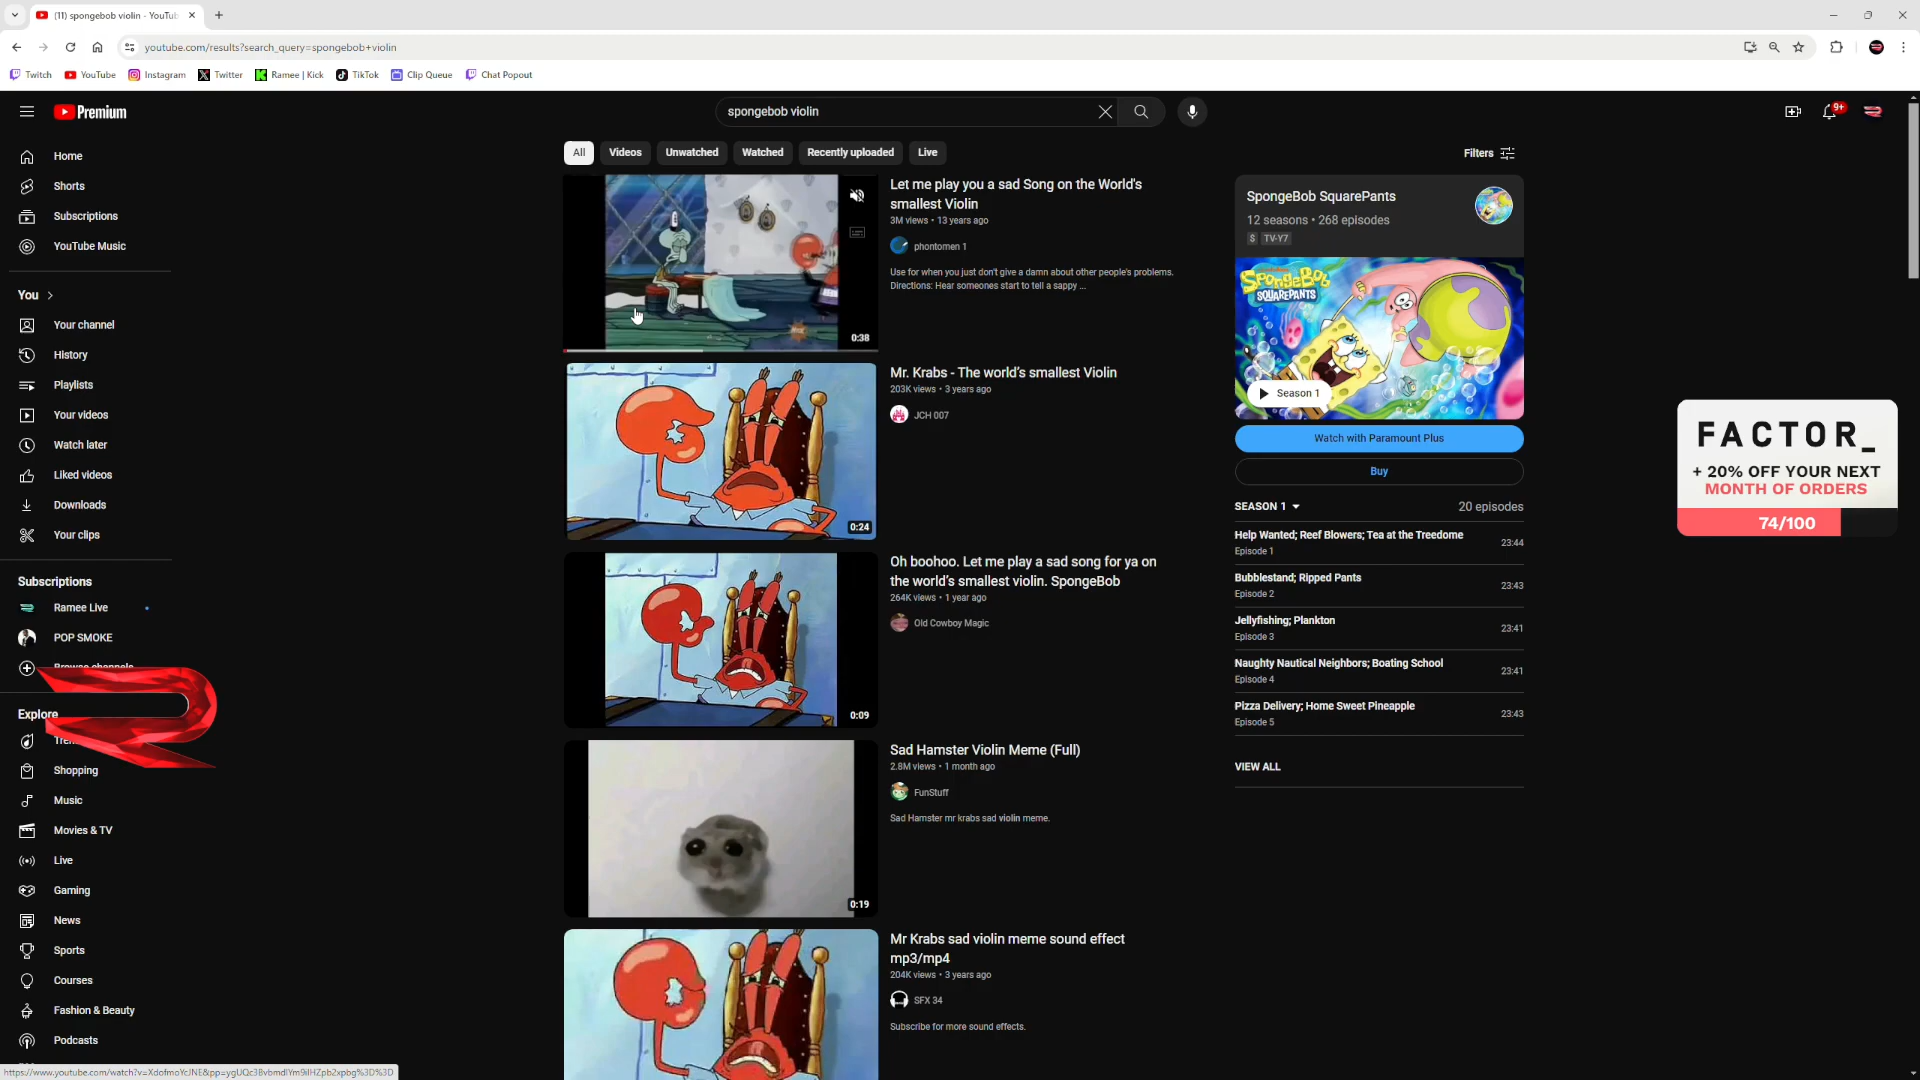 (11) spongebob violin - YouTub
youtube.com/results?search_query=spongebob+violin
Twitch
YouTube
Instagram
Twitter
Ramee | Kick
TikTok
Clip Queue
Chat Popout
Premium
spongebob violin
9+
Home
Shorts
Subscriptions
YouTube Music
You
Your channel
History
Playlists
Your videos
Watch later
Liked videos
Downloads
Your clips
Subscriptions
Ramee Live
POP SMOKE
Browse channels
Explore
Shopping
Music
Movies & TV
Live
Gaming
News
Sports
Courses
Fashion & Beauty
Podcasts
All
Videos
Unwatched
Watched
Recently uploaded
Live
Filters
0:38
Let me play you a sad Song on the World's
smallest Violin
3M views • 13 years ago
phontomen 1
Use for when you just don't give a damn about other people's problems.
Directions: Hear someones start to tell a sappy ...
0:24
Mr. Krabs - The world's smallest Violin
203K views • 3 years ago
JCH 007
0:09
Oh boohoo. Let me play a sad song for ya on
the world's smallest violin. SpongeBob
264K views • 1 year ago
Old Cowboy Magic
0:19
Sad Hamster Violin Meme (Full)
2.8M views • 1 month ago
FunStuff
Sad Hamster mr krabs sad violin meme.
Mr Krabs sad violin meme sound effect
mp3/mp4
204K views • 3 years ago
SFX 34
Subscribe for more sound effects.
SpongeBob SquarePants
12 seasons • 268 episodes
$ TV-Y7
SPONGEBOB
SQUAREPANTS
Season 1
Watch with Paramount Plus
Buy
SEASON 1
20 episodes
Help Wanted; Reef Blowers; Tea at the Treedome
Episode 1
23:44
Bubblestand; Ripped Pants
Episode 2
23:43
Jellyfishing; Plankton
Episode 3
23:41
Naughty Nautical Neighbors; Boating School
Episode 4
23:41
Pizza Delivery; Home Sweet Pineapple
Episode 5
23:43
VIEW ALL
FACTOR_
+ 20% OFF YOUR NEXT
MONTH OF ORDERS
74/100